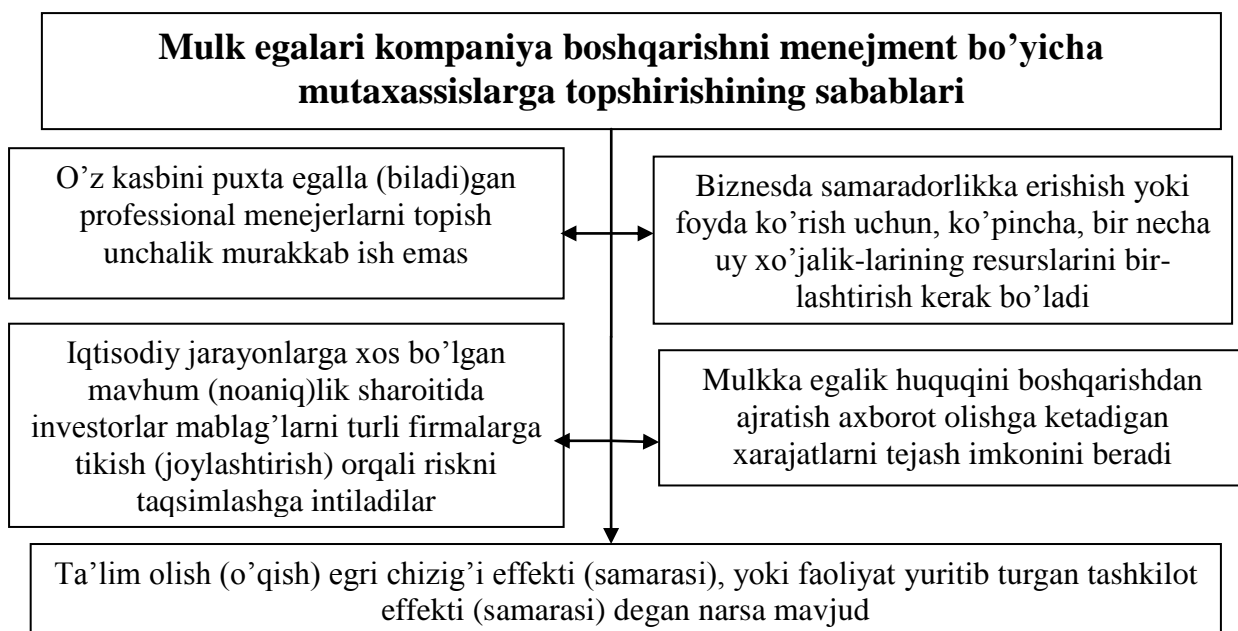 Mulk egalari kompaniya boshqarishni menejment bo’yicha
mutaxassislarga topshirishining sabablari
O’z kasbini puxta egalla (biladi)gan
professional menejerlarni topish
unchalik murakkab ish emas
Biznesda samaradorlikka erishish yoki
foyda ko’rish uchun, ko’pincha, bir necha
uy xo’jalik-larining resurslarini bir-
lashtirish kerak bo’ladi
Iqtisodiy jarayonlarga xos bo’lgan
mavhum (noaniq)lik sharoitida
investorlar mablag’larni turli firmalarga
tikish (joylashtirish) orqali riskni
taqsimlashga intiladilar
Mulkka egalik huquqini boshqarishdan
ajratish axborot olishga ketadigan
xarajatlarni tejash imkonini beradi
Ta’lim olish (o’qish) egri chizig’i effekti (samarasi), yoki faoliyat yuritib turgan tashkilot
effekti (samarasi) degan narsa mavjud